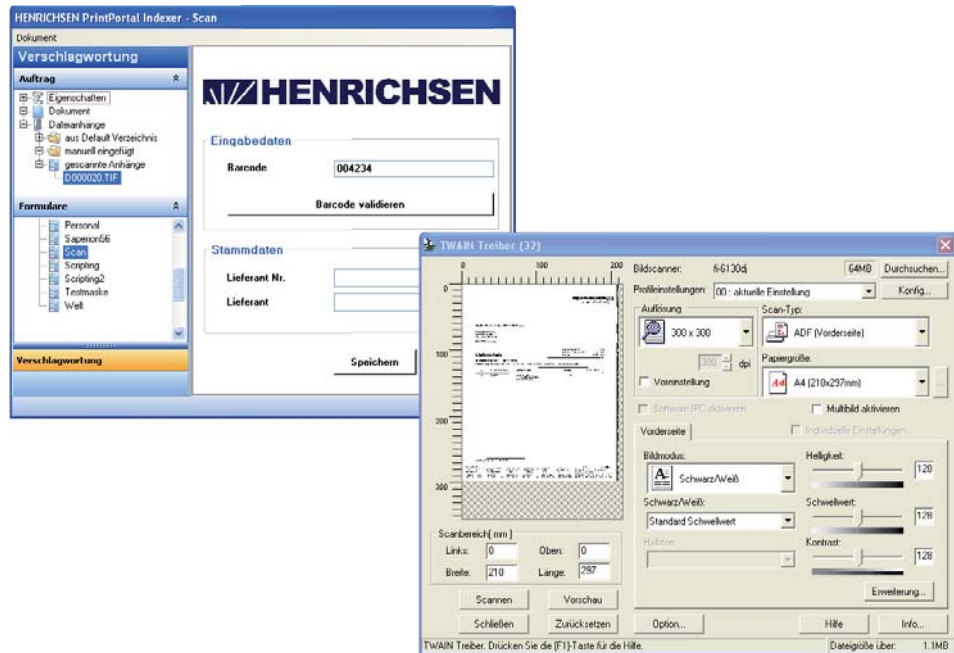 HENRICHSEN PrintPortal Indexer - Scan
Dokument
Verschlagwortung
Auftrag
Eigenschaften
Dokument
Dateianhänge
aus Default Verzeichnis
manuell eingefügt
gescannte Anhänge
D000020.TIF
Formulare
Personal
Saperion56
Scan
Scripting
Scripting2
Testmaske
Welt
Verschlagwortung
HENRICHSEN
Eingabedaten
Barcode 004234
Barcode validieren
Stammdaten
Lieferant Nr.
Lieferant
Speichern
TWAIN Treiber (32)
0 100 200
0
100
200
300
Bildscanner: fi-6130dj 64MB Durchsuchen...
Profileinstellungen: 00 : aktuelle Einstellung Konfig...
Auflösung Scan-Typ:
300 x 300 ADF (Vorderseite)
300 dpi Papiergröße:
Voreinstellung A4 (210x297mm) ...
Software IPC aktivieren Multibild aktivieren
Vorderseite Individuelle Einstellungen
Bildmodus: Helligkeit:
Schwarz/Weiß 128
Schwarz/Weiß: Schwellwert:
Standard Schwellwert 128
Halbton: Kontrast:
128
Erweiterung...
Scanbereich[ mm ]
Links: 0 Oben: 0
Breite: 210 Länge: 297
Scannen Vorschau
Schließen Zurücksetzen Option... Hilfe Info...
TWAIN Treiber. Drücken Sie die [F1]-Taste für die Hilfe. Dateigröße über: 1.1MB